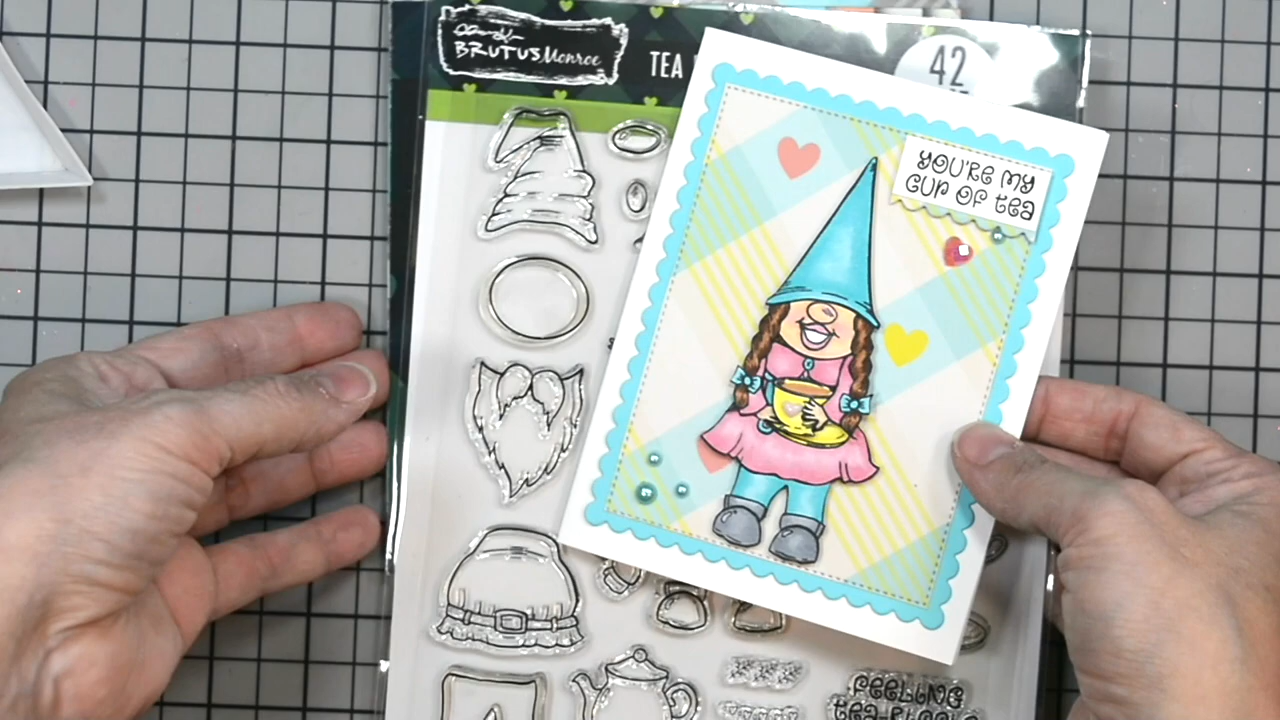 BRUTUS Monroe
TEA
42
YOU'RE MY
CUP OF TEA
FEELING